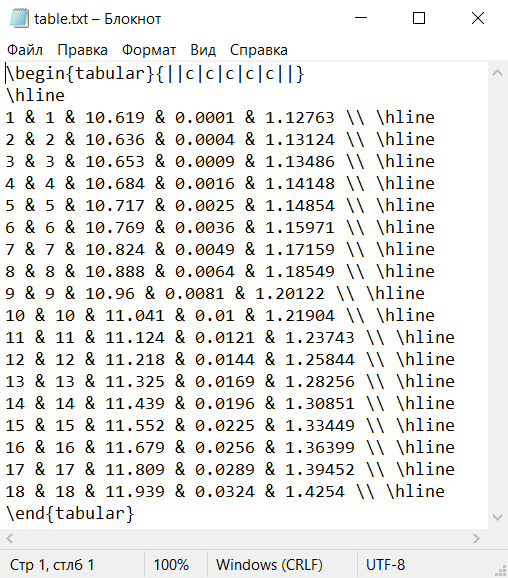 table.txt – Блокнот
Файл Правка Формат Вид Справка
\begin{tabular}{||c|c|c|c|c||}
\hline
1 & 1 & 10.619 & 0.0001 & 1.12763 \\ \hline
2 & 2 & 10.636 & 0.0004 & 1.13124 \\ \hline
3 & 3 & 10.653 & 0.0009 & 1.13486 \\ \hline
4 & 4 & 10.684 & 0.0016 & 1.14148 \\ \hline
5 & 5 & 10.717 & 0.0025 & 1.14854 \\ \hline
6 & 6 & 10.769 & 0.0036 & 1.15971 \\ \hline
7 & 7 & 10.824 & 0.0049 & 1.17159 \\ \hline
8 & 8 & 10.888 & 0.0064 & 1.18549 \\ \hline
9 & 9 & 10.96 & 0.0081 & 1.20122 \\ \hline
10 & 10 & 11.041 & 0.01 & 1.21904 \\ \hline
11 & 11 & 11.124 & 0.0121 & 1.23743 \\ \hline
12 & 12 & 11.218 & 0.0144 & 1.25844 \\ \hline
13 & 13 & 11.325 & 0.0169 & 1.28256 \\ \hline
14 & 14 & 11.439 & 0.0196 & 1.30851 \\ \hline
15 & 15 & 11.552 & 0.0225 & 1.33449 \\ \hline
16 & 16 & 11.679 & 0.0256 & 1.36399 \\ \hline
17 & 17 & 11.809 & 0.0289 & 1.39452 \\ \hline
18 & 18 & 11.939 & 0.0324 & 1.4254 \\ \hline
\end{tabular}
Стр 1, стлб 1 100% Windows (CRLF) UTF-8